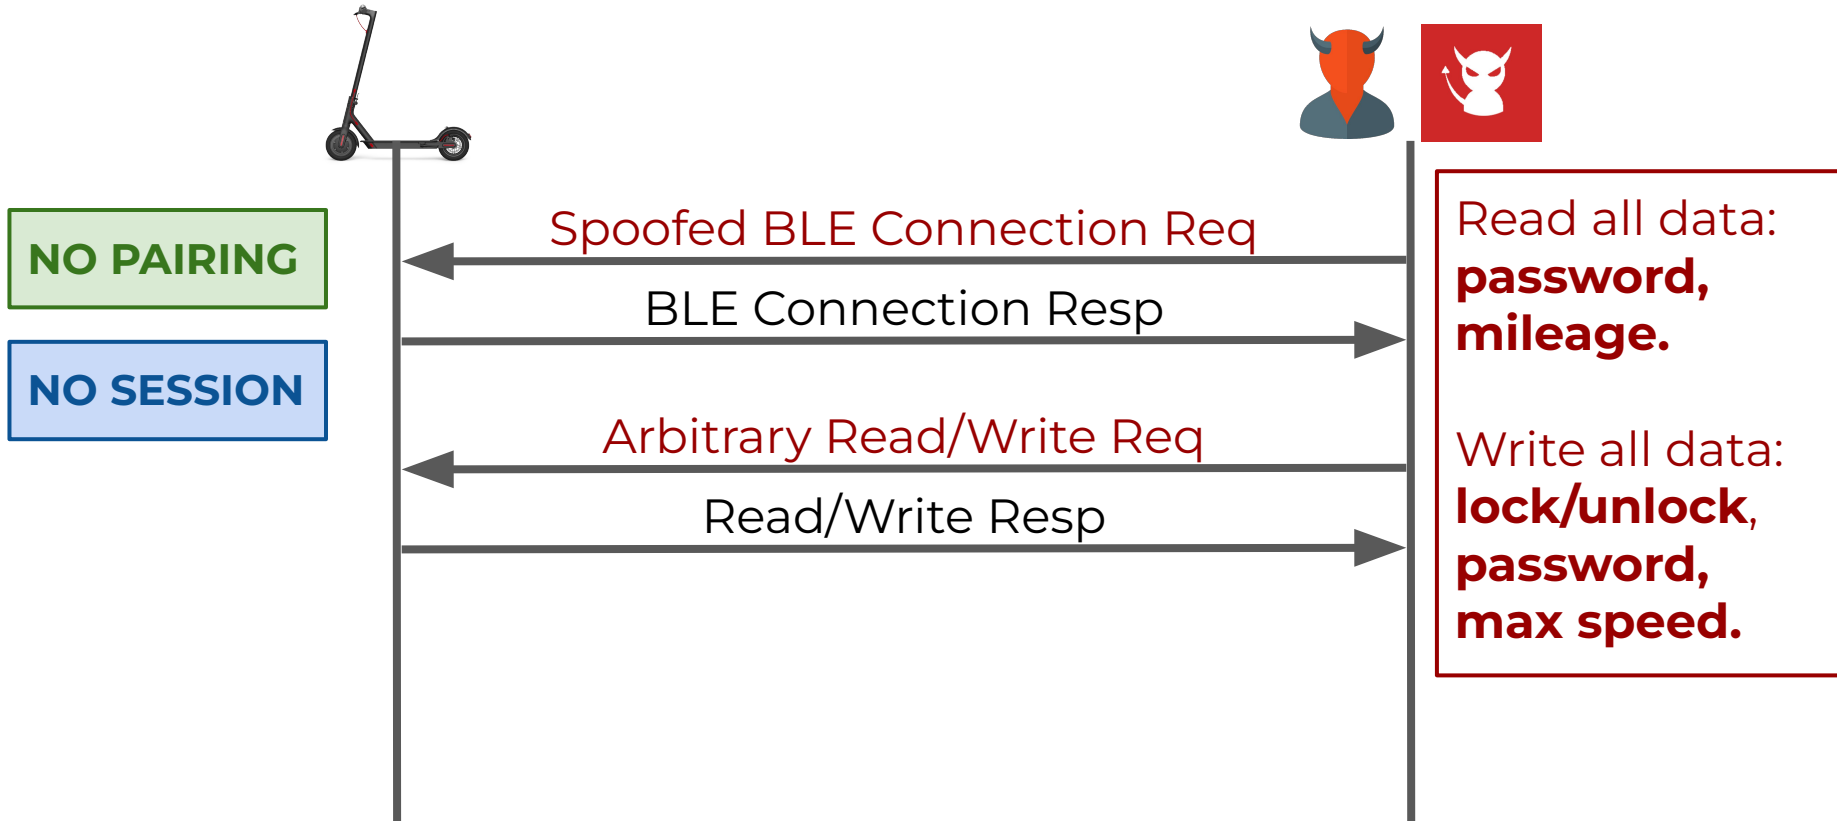 NO PAIRING
NO SESSION
Spoofed BLE Connection Req
BLE Connection Resp
Arbitrary Read/Write Req
Read/Write Resp
Read all data:
password,
mileage.
Write all data:
lock/unlock,
password,
max speed.